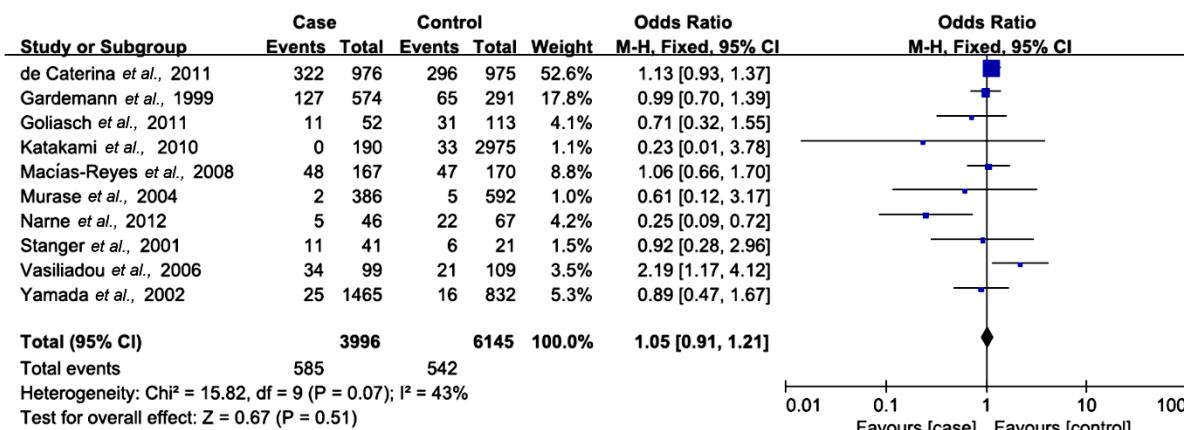 Case Control Odds Ratio Odds Ratio
Study or Subgroup Events Total Events Total Weight M-H, Fixed, 95% CI M-H, Fixed, 95% CI
de Caterina et al., 2011 322 976 296 975 52.6% 1.13 [0.93, 1.37]
Gardemann et al., 1999 127 574 65 291 17.8% 0.99 [0.70, 1.39]
Goliasch et al., 2011 11 52 31 113 4.1% 0.71 [0.32, 1.55]
Katakami et al., 2010 0 190 33 2975 1.1% 0.23 [0.01, 3.78]
Macías-Reyes et al., 2008 48 167 47 170 8.8% 1.06 [0.66, 1.70]
Murase et al., 2004 2 386 5 592 1.0% 0.61 [0.12, 3.17]
Narne et al., 2012 5 46 22 67 4.2% 0.25 [0.09, 0.72]
Stanger et al., 2001 11 41 6 21 1.5% 0.92 [0.28, 2.96]
Vasiliadou et al., 2006 34 99 21 109 3.5% 2.19 [1.17, 4.12]
Yamada et al., 2002 25 1465 16 832 5.3% 0.89 [0.47, 1.67]
Total (95% CI) 3996 6145 100.0% 1.05 [0.91, 1.21]
Total events 585 542
Heterogeneity: Chi² = 15.82, df = 9 (P = 0.07); I² = 43%
Test for overall effect: Z = 0.67 (P = 0.51)
0.01 0.1 1 10 100
Favours [case] Favours [control]